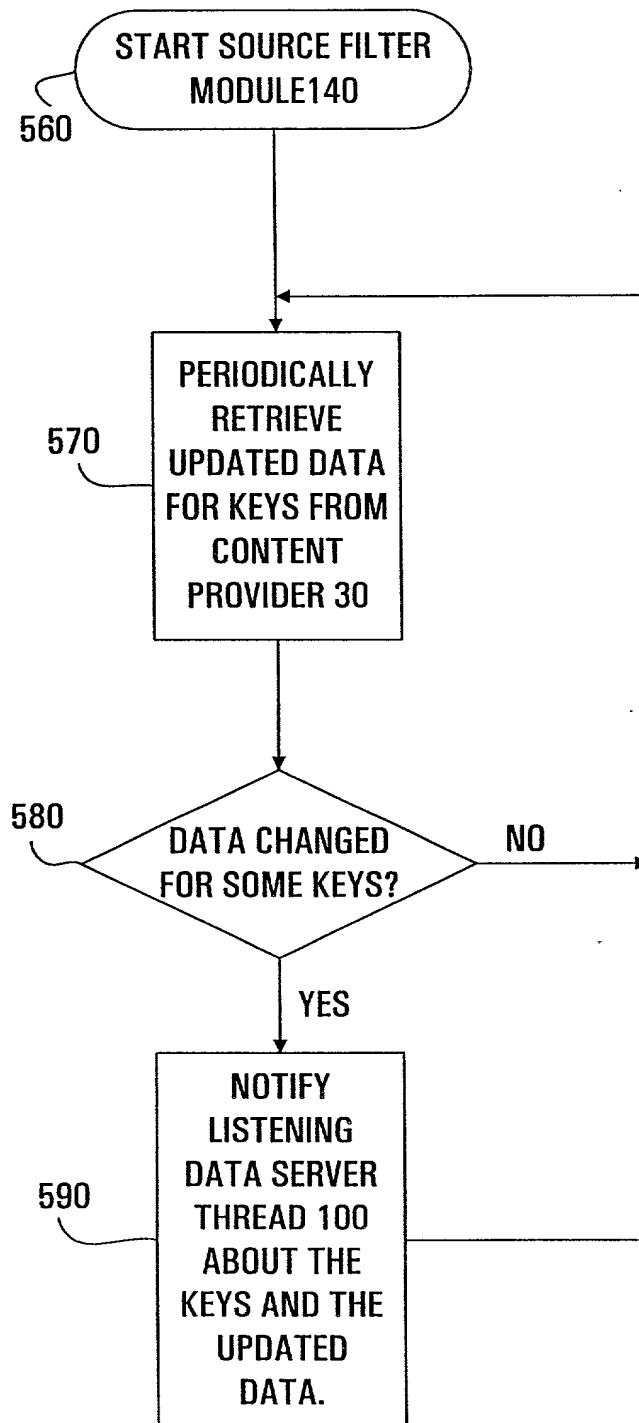 START SOURCE FILTER
MODULE140
560
PERIODICALLY
RETRIEVE
UPDATED DATA
FOR KEYS FROM
CONTENT
PROVIDER 30
570
580
DATA CHANGED
FOR SOME KEYS?
NO
YES
NOTIFY
LISTENING
DATA SERVER
THREAD 100
ABOUT THE
KEYS AND THE
UPDATED
DATA.
590